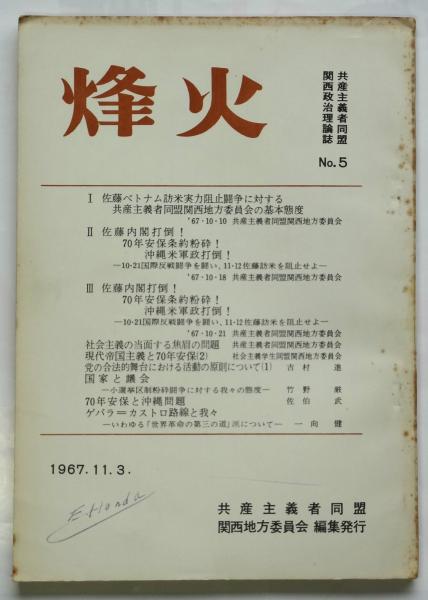 烽火
共産主義者同盟
関西政治理論誌
No.5
Ⅰ 佐藤ベトナム訪米実力阻止闘争に対する
共産主義者同盟関西地方委員会の基本態度
'67・10・10 共産主義者同盟関西地方委員会
Ⅱ 佐藤内閣打倒!
70年安保条約粉砕!
沖縄米軍政打倒!
―10・21国際反戦闘争を闘い、11・12佐藤訪米を阻止せよ―
'67・10・18 共産主義者同盟関西地方委員会
Ⅲ 佐藤内閣打倒!
70年安保条約粉砕!
沖縄米軍政打倒!
―10・21国際反戦闘争を闘い、11・12佐藤訪米を阻止せよ―
'67・10・21 共産主義者同盟関西地方委員会
社会主義の当面する焦眉の問題 共産主義者同盟関西地方委員会
現代帝国主義と70年安保(2) 社会主義学生同盟関西地方委員会
党の合法的舞台における活動の原則について(1) 吉村 進
国家と議会
―小選挙区制粉砕闘争に対する我々の態度― 竹野 厳
70年安保と沖縄問題 佐伯 武
ゲバラ=カストロ路線と我々
―いわゆる「世界革命の第三の道」派について― 一向 健
1967.11.3.
E.Honda
共産主義者同盟
関西地方委員会 編集発行